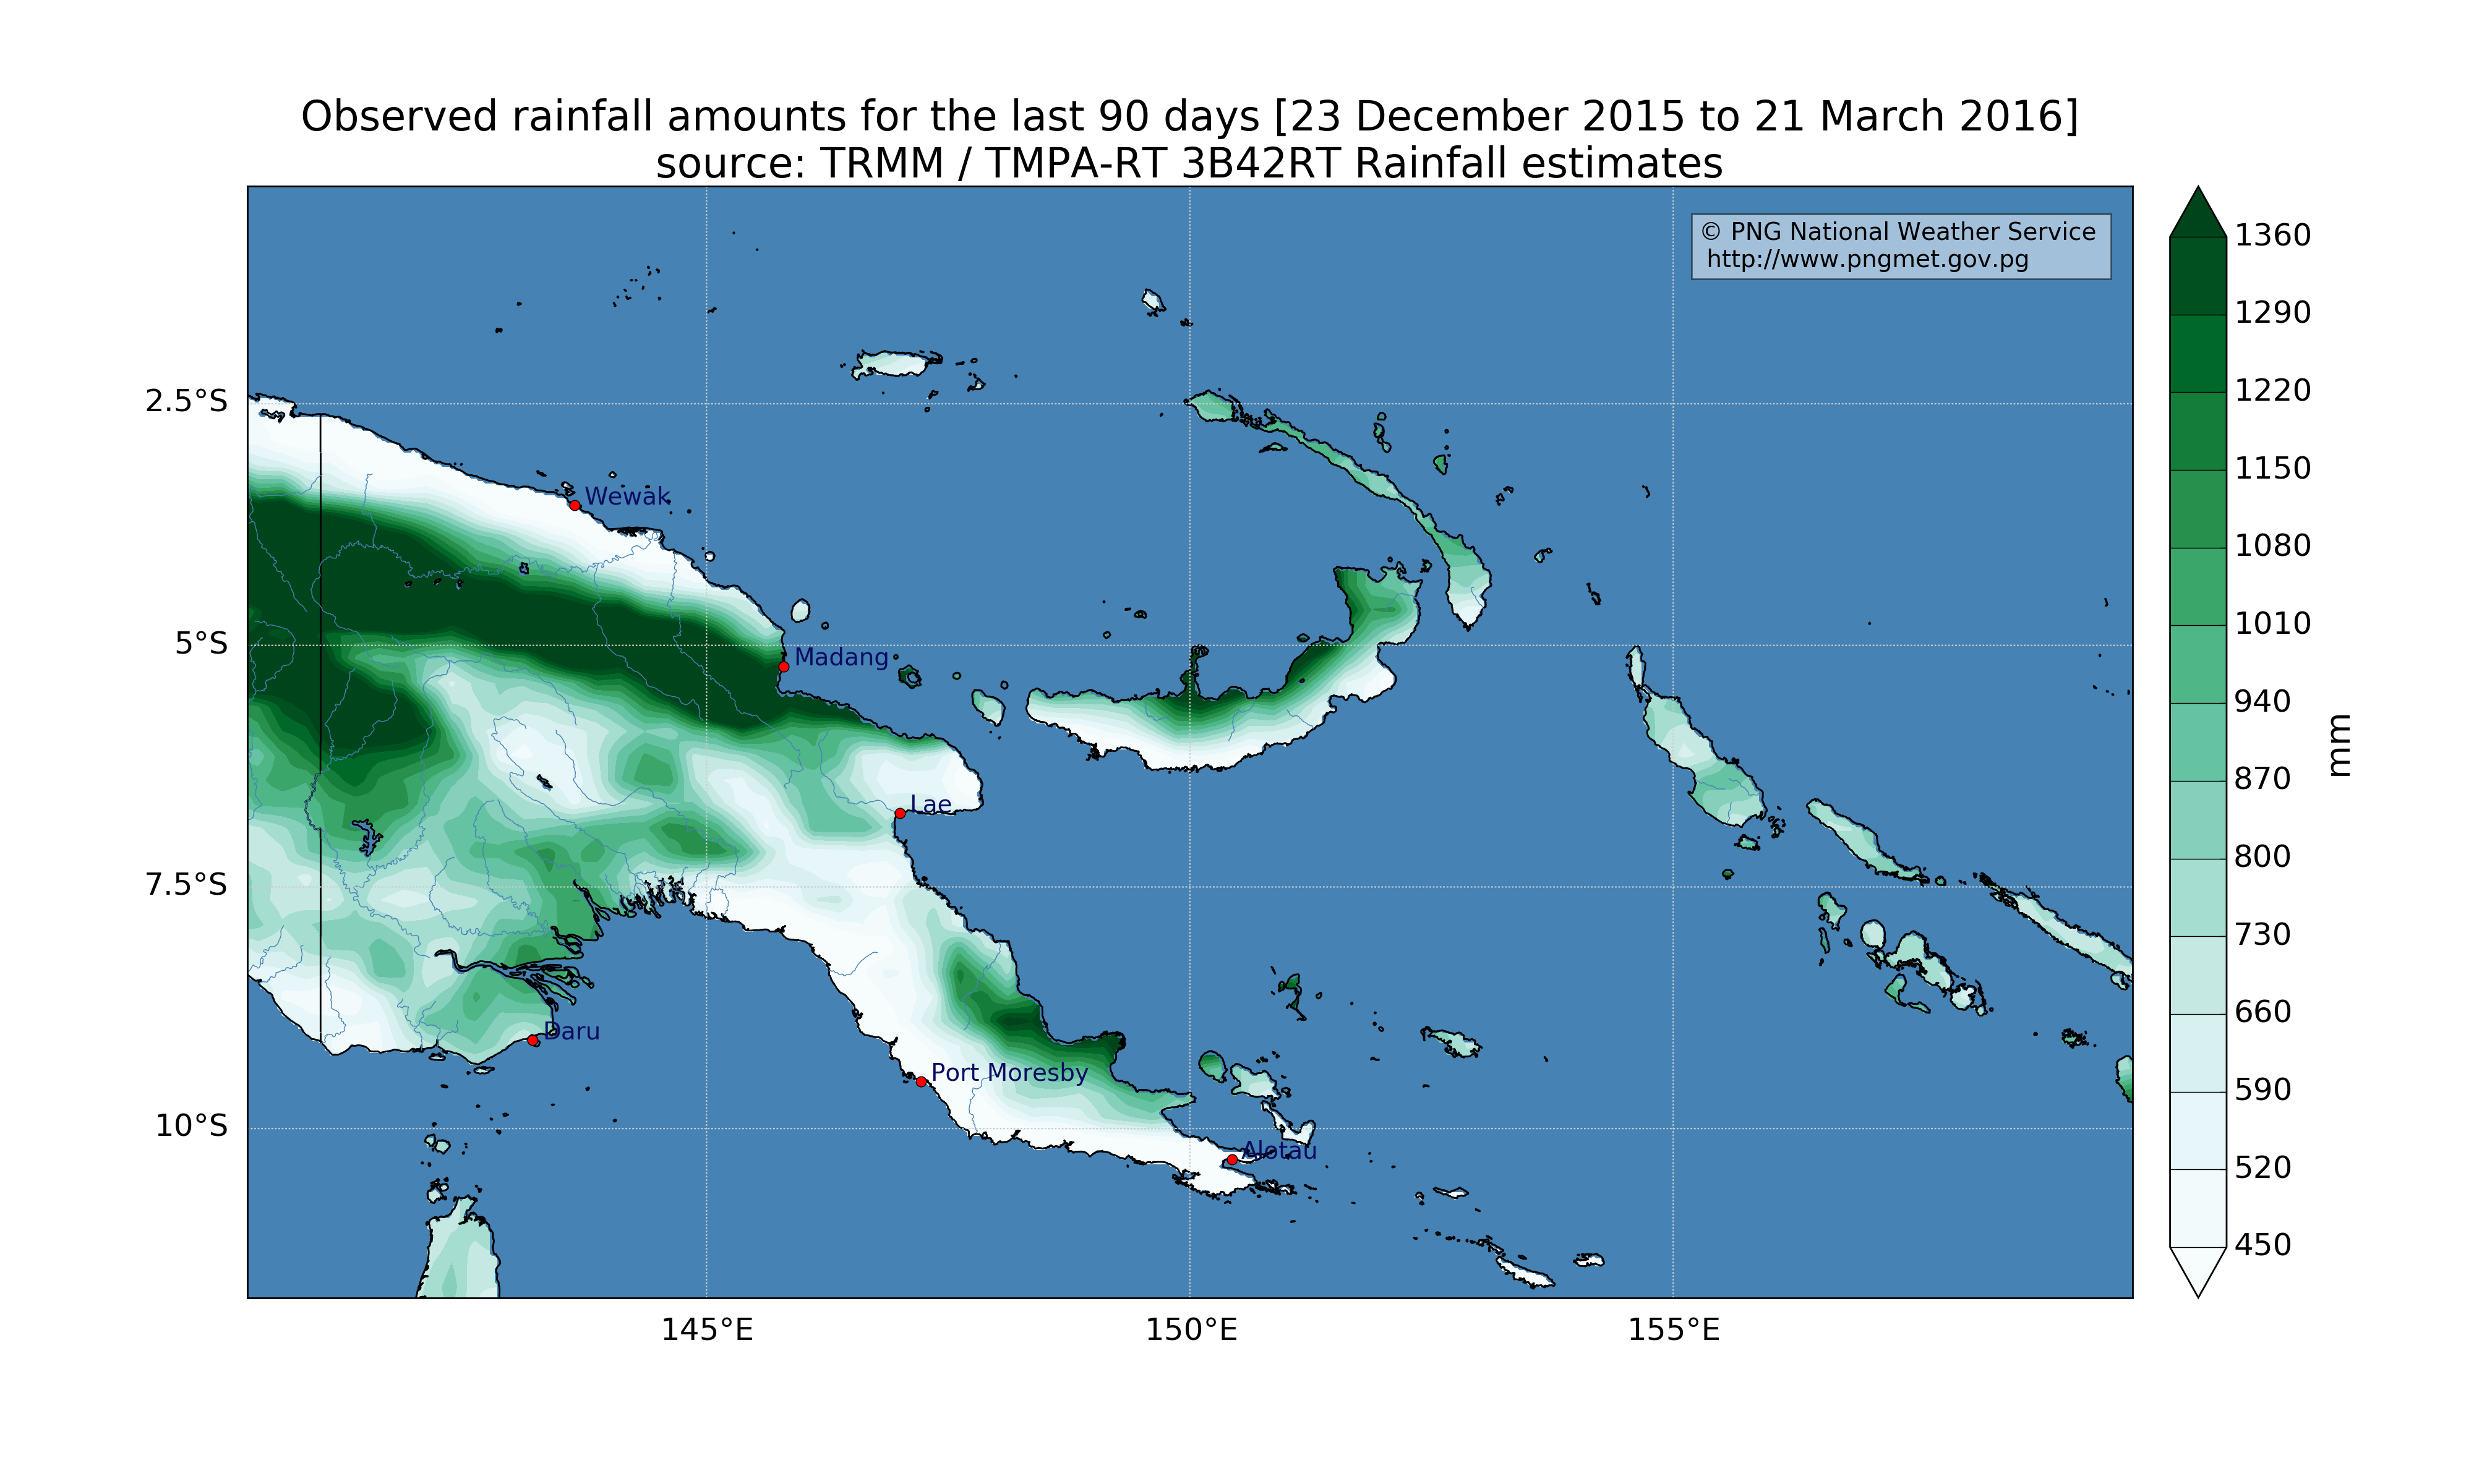 Observed rainfall amounts for the last 90 days [23 December 2015 to 21 March 2016]
source: TRMM / TMPA-RT 3B42RT Rainfall estimates
© PNG National Weather Service
http://www.pngmet.gov.pg
1360
1290
1220
1150
1080
1010
940
870
800
730
660
590
520
450
mm
2.5°S
5°S
7.5°S
10°S
Wewak
Madang
Lae
Daru
Port Moresby
Alotau
145°E
150°E
155°E